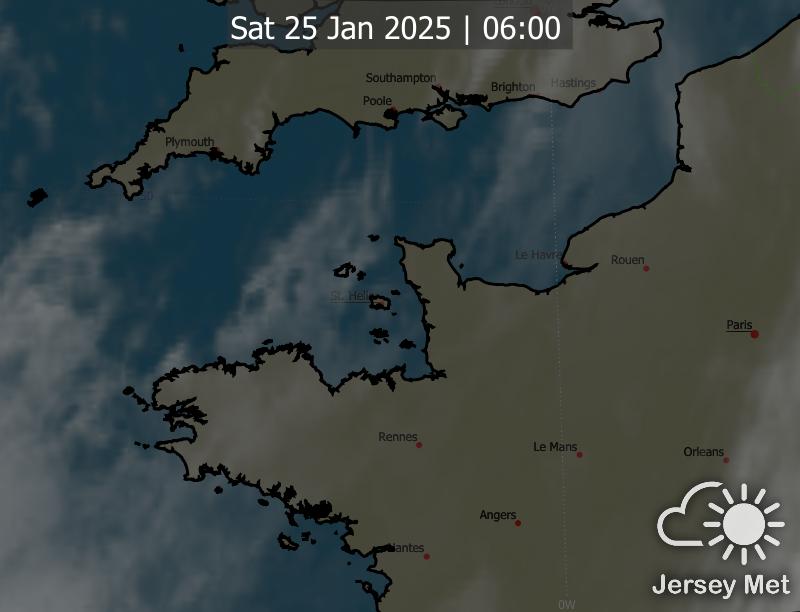 Sat 25 Jan 2025 | 06:00
Southampton
Brighton
Hastings
Poole
Plymouth
50
Le Havre
Rouen
St. Helier
Paris
Rennes
Le Mans
Orleans
Angers
Nantes
Jersey Met
0W